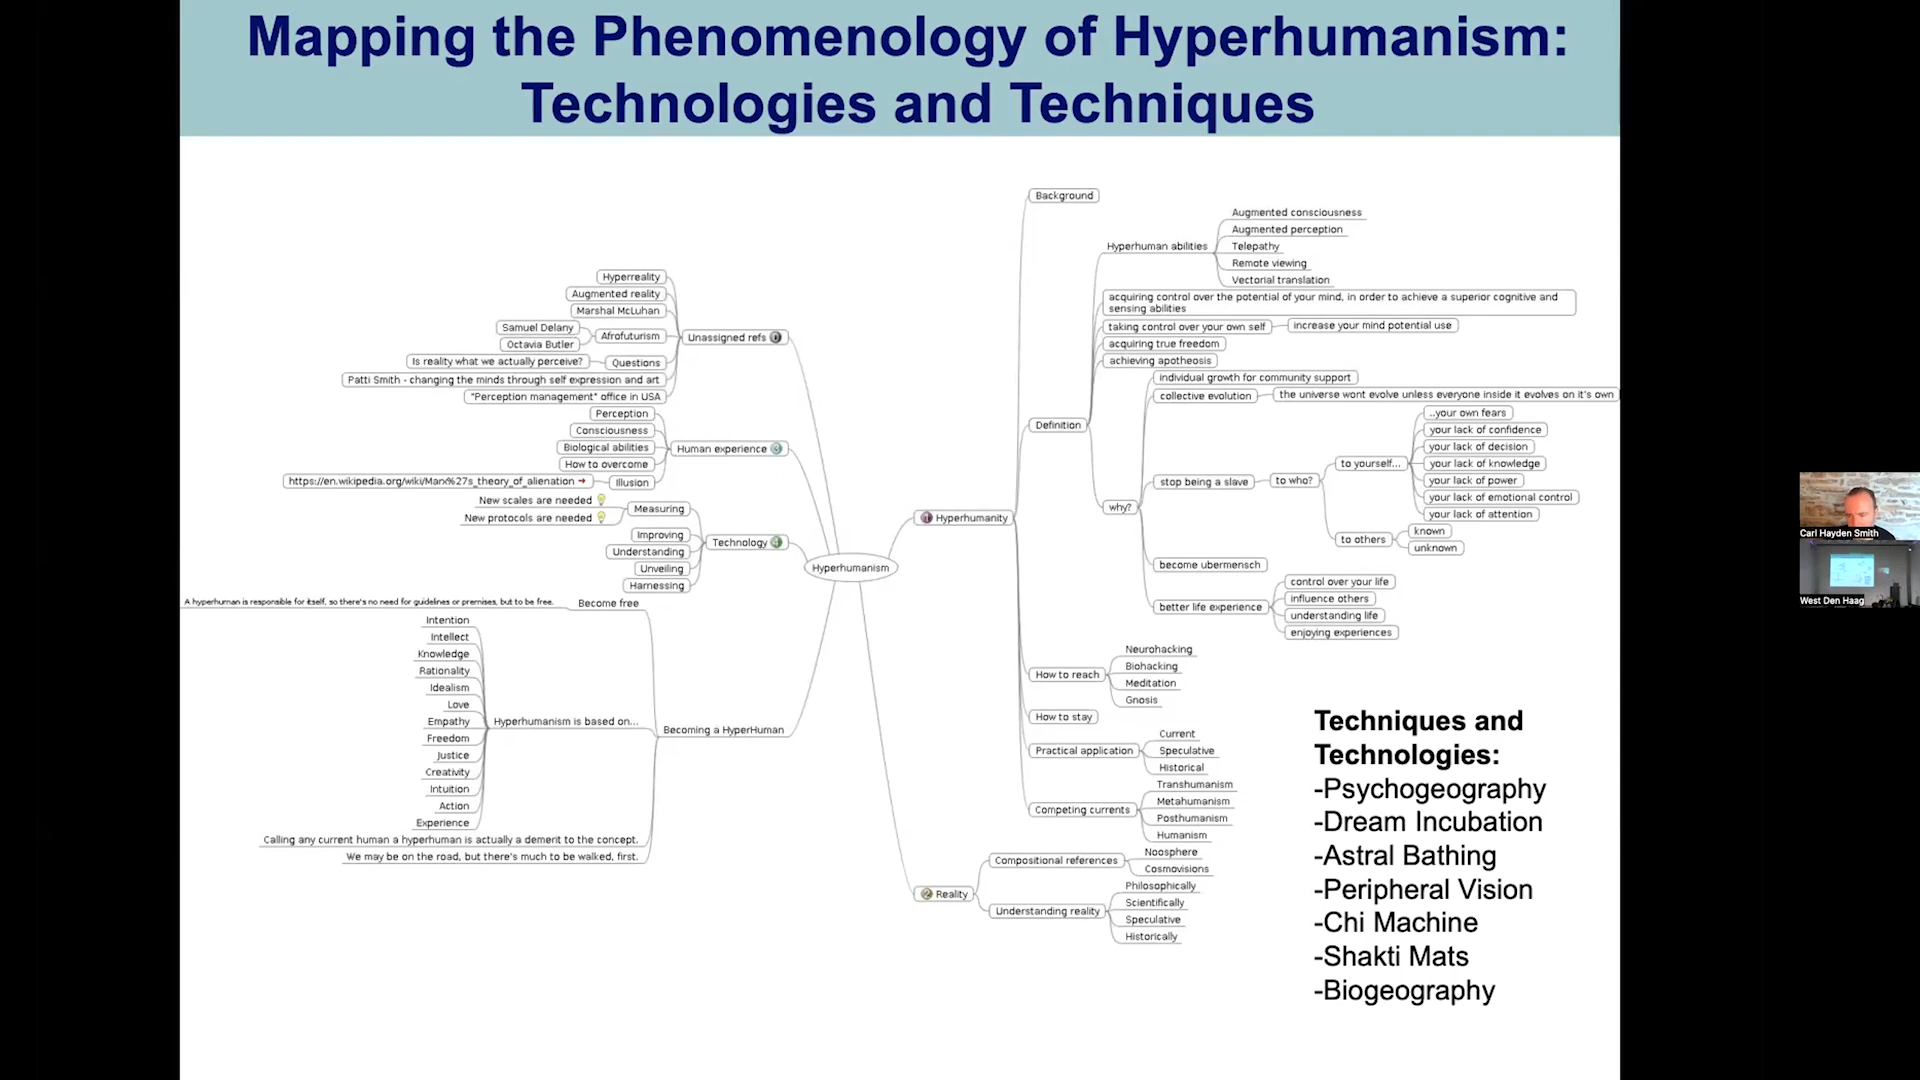 Mapping the Phenomenology of Hyperhumanism:
Technologies and Techniques
Hyperhumanism
Unassigned refs
Hyperreality
Augmented reality
Marshal McLuhan
Afrofuturism
Samuel Delany
Octavia Butler
Questions
Is reality what we actually perceive?
Patti Smith - changing the minds through self expression and art
"Perception management" office in USA
Human experience
Perception
Consciousness
Biological abilities
How to overcome
Illusion
https://en.wikipedia.org/wiki/Marx%27s_theory_of_alienation
Technology
Measuring
New scales are needed
New protocols are needed
Improving
Understanding
Unveiling
Harnessing
Becoming a HyperHuman
Become free
A hyperhuman is responsible for itself, so there's no need for guidelines or premises, but to be free.
Hyperhumanism is based on...
Intention
Intellect
Knowledge
Rationality
Idealism
Love
Empathy
Freedom
Justice
Creativity
Intuition
Action
Experience
Calling any current human a hyperhuman is actually a demerit to the concept.
We may be on the road, but there's much to be walked, first.
1 Hyperhumanity
Background
Definition
Hyperhuman abilities
Augmented consciousness
Augmented perception
Telepathy
Remote viewing
Vectorial translation
acquiring control over the potential of your mind, in order to achieve a superior cognitive and
sensing abilities
taking control over your own self
increase your mind potential use
acquiring true freedom
achieving apotheosis
why?
individual growth for community support
collective evolution
the universe wont evolve unless everyone inside it evolves on it's own
stop being a slave
to who?
to yourself...
..your own fears
your lack of confidence
your lack of decision
your lack of knowledge
your lack of power
your lack of emotional control
your lack of attention
to others
known
unknown
become ubermensch
better life experience
control over your life
influence others
understanding life
enjoying experiences
How to reach
Neurohacking
Biohacking
Meditation
Gnosis
How to stay
Practical application
Current
Speculative
Historical
Competing currents
Transhumanism
Metahumanism
Posthumanism
Humanism
2 Reality
Compositional references
Noosphere
Cosmovisions
Understanding reality
Philosophically
Scientifically
Speculative
Historically
Techniques and
Technologies:
-Psychogeography
-Dream Incubation
-Astral Bathing
-Peripheral Vision
-Chi Machine
-Shakti Mats
-Biogeography
Carl Hayden Smith
West Den Haag